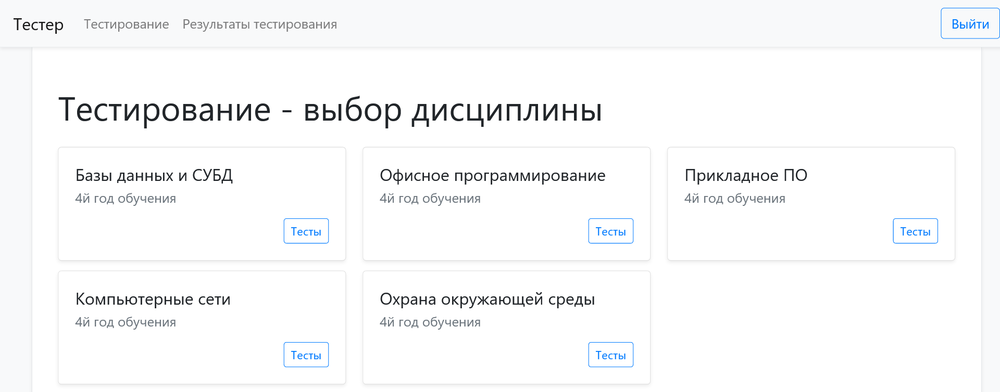 Тестер Тестирование Результаты тестирования Выйти
Тестирование - выбор дисциплины
Базы данных и СУБД
4й год обучения
Тесты
Офисное программирование
4й год обучения
Тесты
Прикладное ПО
4й год обучения
Тесты
Компьютерные сети
4й год обучения
Тесты
Охрана окружающей среды
4й год обучения
Тесты